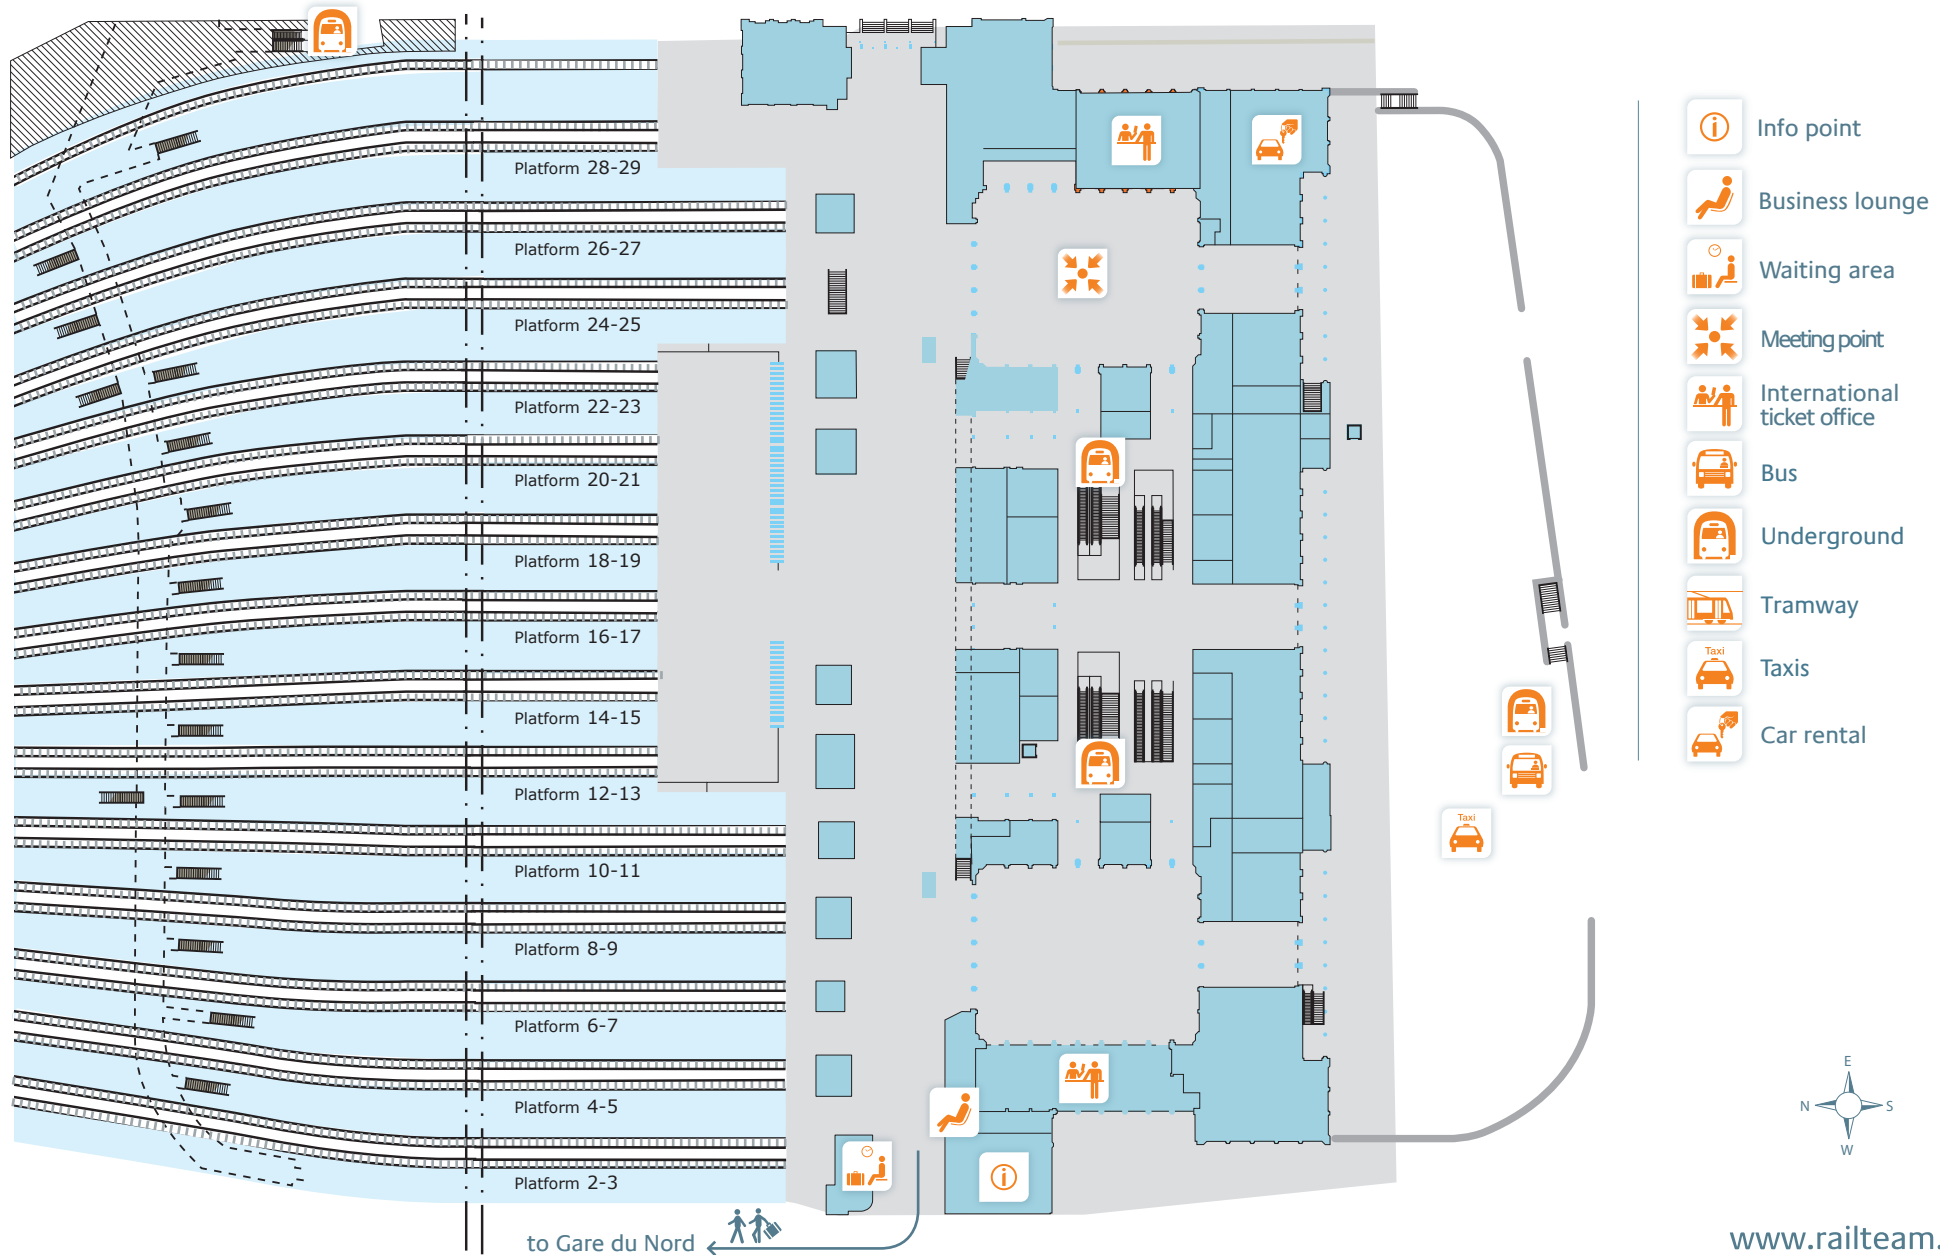 Platform 28-29
Platform 26-27
Platform 24-25
Platform 22-23
Platform 20-21
Platform 18-19
Platform 16-17
Platform 14-15
Platform 12-13
Platform 10-11
Platform 8-9
Platform 6-7
Platform 4-5
Platform 2-3
to Gare du Nord
Taxi
Info point
Business lounge
Waiting area
Meeting point
International
ticket office
Bus
Underground
Tramway
Taxi
Taxis
Car rental
E
N
S
W
www.railteam.